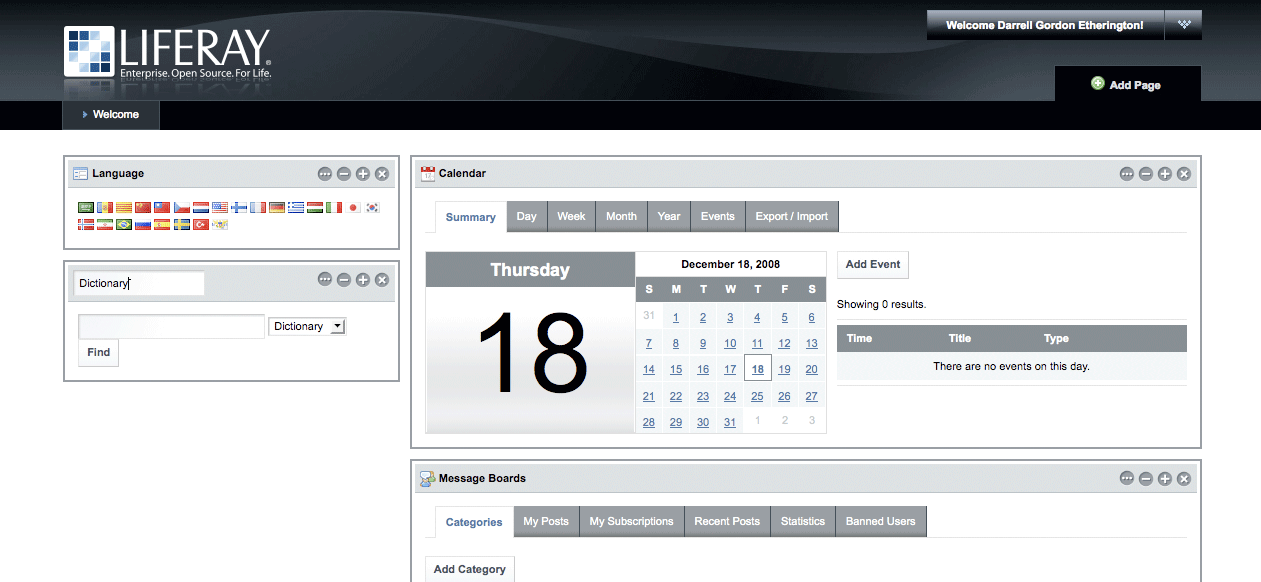 LIFERAY®
Enterprise. Open Source. For Life.
Welcome Darrell Gordon Etherington!
Add Page
Welcome
Language
Dictionary
Dictionary
Find
Calendar
Summary Day Week Month Year Events Export / Import
Thursday
18
December 18, 2008
S M T W T F S
31 1 2 3 4 5 6
7 8 9 10 11 12 13
14 15 16 17 18 19 20
21 22 23 24 25 26 27
28 29 30 31 1 2 3
Add Event
Showing 0 results.
Time Title Type
There are no events on this day.
Message Boards
Categories My Posts My Subscriptions Recent Posts Statistics Banned Users
Add Category